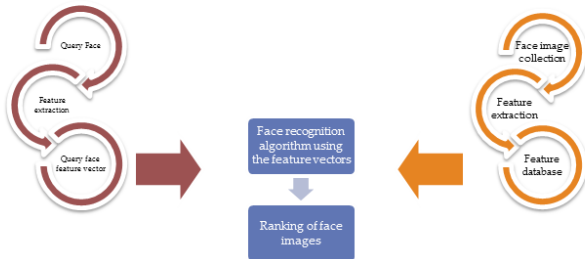 Query Face
Feature
extraction
Query face
feature vector
Face recognition
algorithm using
the feature vectors
Ranking of face
images
Face image
collection
Feature
extraction
Feature
database